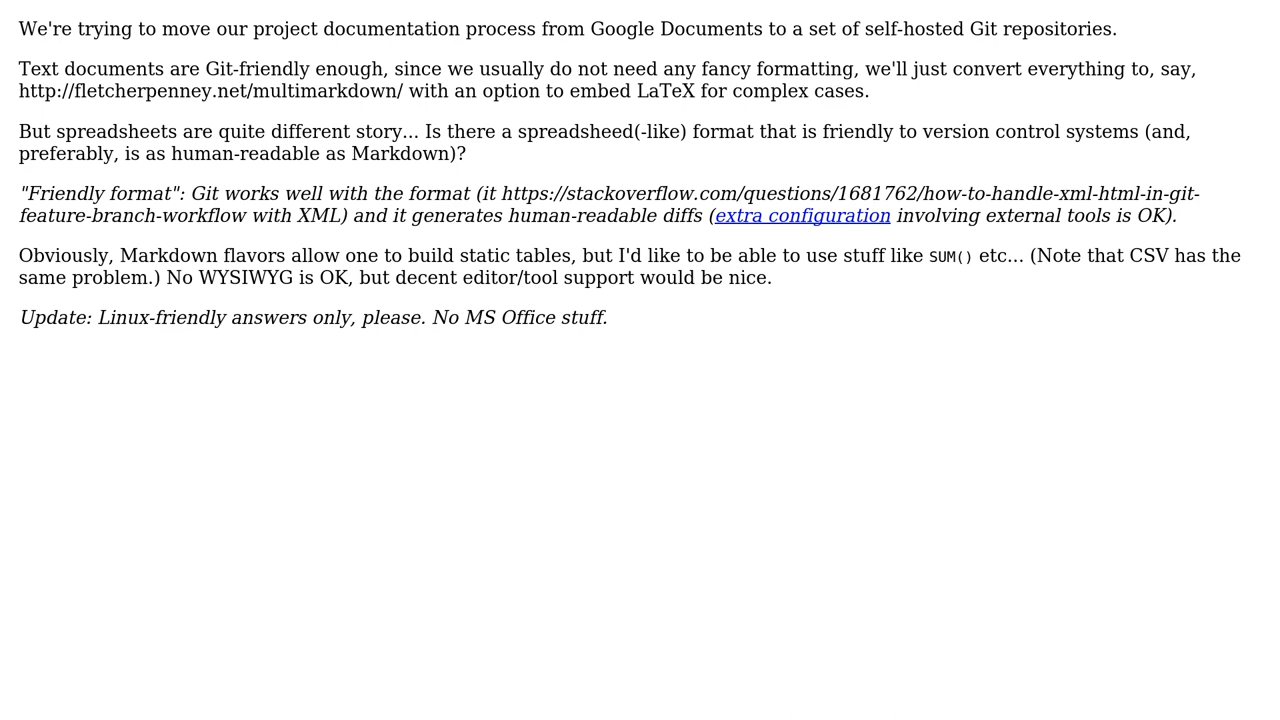 We're trying to move our project documentation process from Google Documents to a set of self-hosted Git repositories.
Text documents are Git-friendly enough, since we usually do not need any fancy formatting, we'll just convert everything to, say,
http://fletcherpenney.net/multimarkdown/ with an option to embed LaTeX for complex cases.
But spreadsheets are quite different story... Is there a spreadsheed(-like) format that is friendly to version control systems (and,
preferably, is as human-readable as Markdown)?
"Friendly format": Git works well with the format (it https://stackoverflow.com/questions/1681762/how-to-handle-xml-html-in-git-
feature-branch-workflow with XML) and it generates human-readable diffs (extra configuration involving external tools is OK).
Obviously, Markdown flavors allow one to build static tables, but I'd like to be able to use stuff like SUM() etc... (Note that CSV has the
same problem.) No WYSIWYG is OK, but decent editor/tool support would be nice.
Update: Linux-friendly answers only, please. No MS Office stuff.